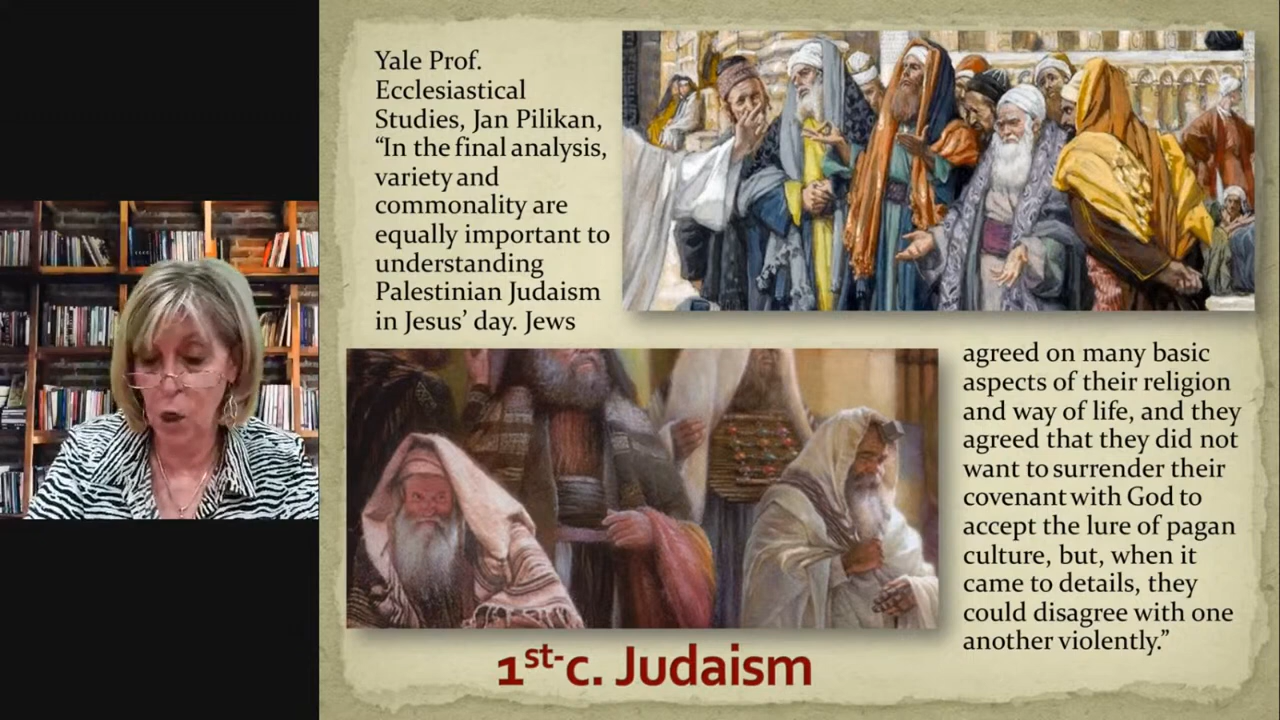 Yale Prof.
Ecclesiastical
Studies, Jan Pilikan,
“In the final analysis,
variety and
commonality are
equally important to
understanding
Palestinian Judaism
in Jesus’ day. Jews
agreed on many basic
aspects of their religion
and way of life, and they
agreed that they did not
want to surrender their
covenant with God to
accept the lure of pagan
culture, but, when it
came to details, they
could disagree with one
another violently.”
1st-c. Judaism